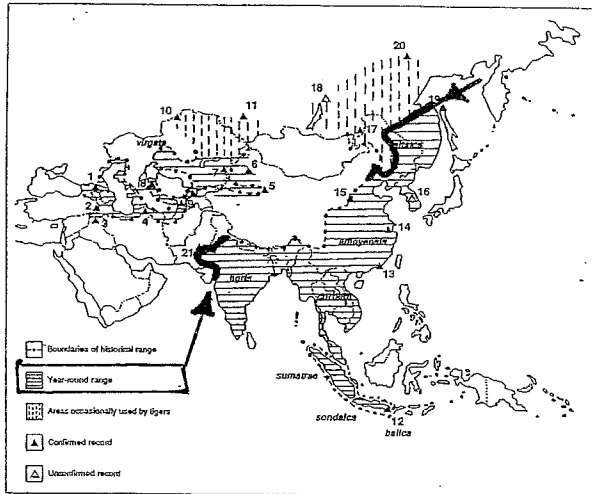 20
19
18
10
11
17
virgata
altaica
1
8
7
6
9
5
2
3
4
15
16
21
14
amoyensis
tigris
13
corbetti
Boundaries of historical range
Year-round range
sumatrae
Areas occasionally used by tigers
sondaica
12
balica
Confirmed record
Unconfirmed record